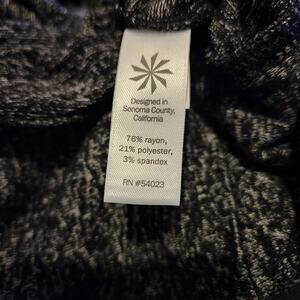 Designed in
Sonoma County,
California
76% rayon,
21% polyester,
3% spandex
RN #54023